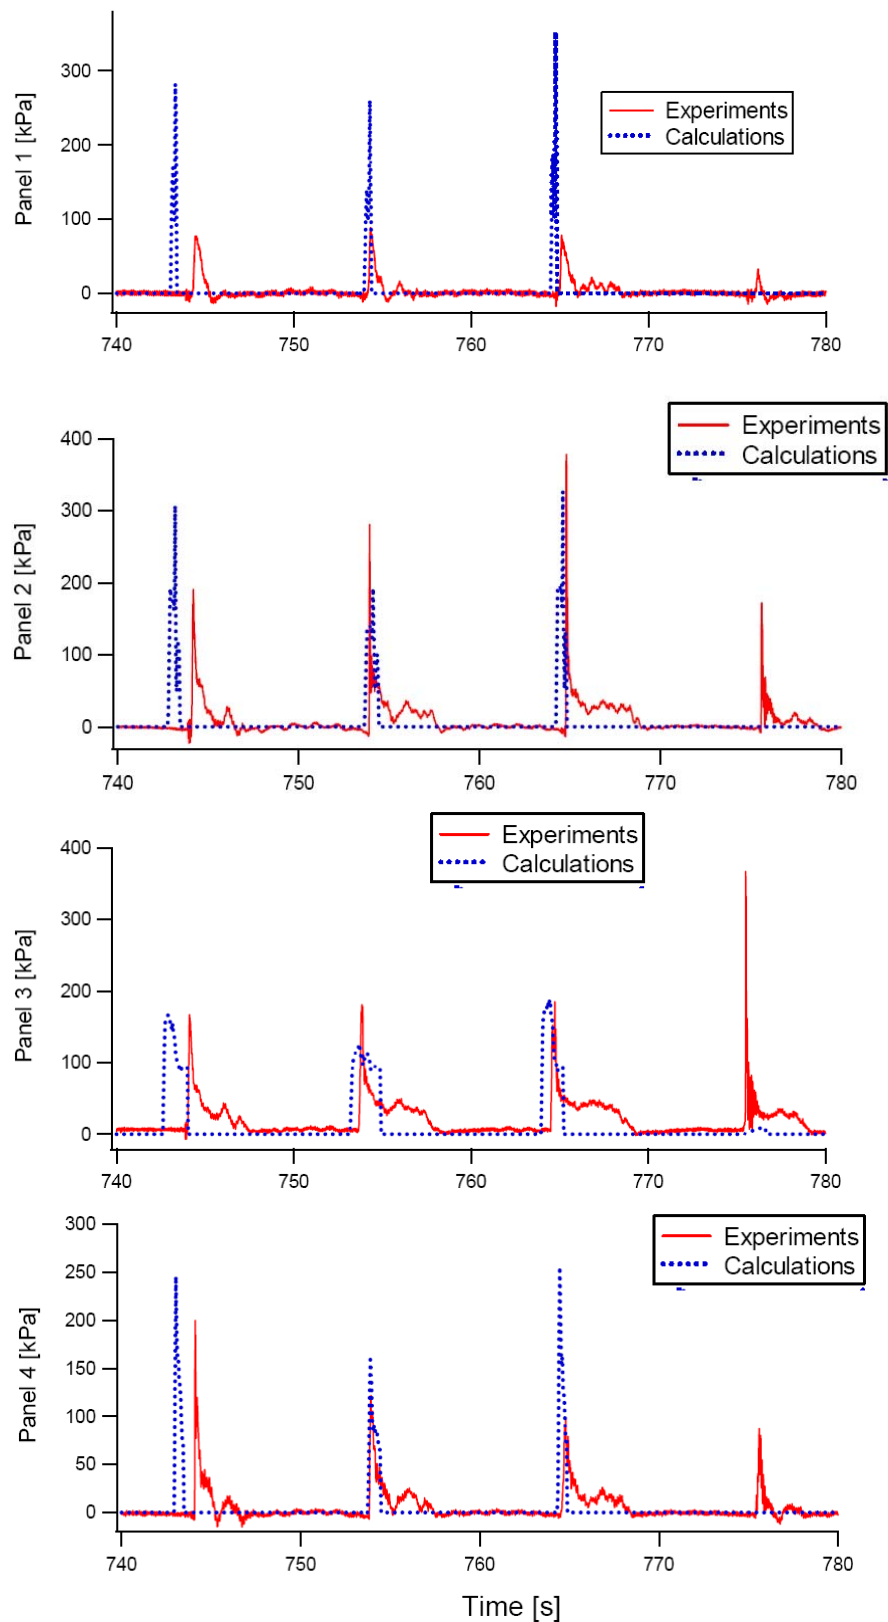 Panel 1 [kPa]
300
200
100
0
Experiments
Calculations
740 750 760 770 780
Panel 2 [kPa]
400
300
200
100
0
Experiments
Calculations
740 750 760 770 780
Panel 3 [kPa]
400
300
200
100
0
Experiments
Calculations
740 750 760 770 780
Panel 4 [kPa]
300
250
200
150
100
50
0
Experiments
Calculations
740 750 760 770 780
Time [s]